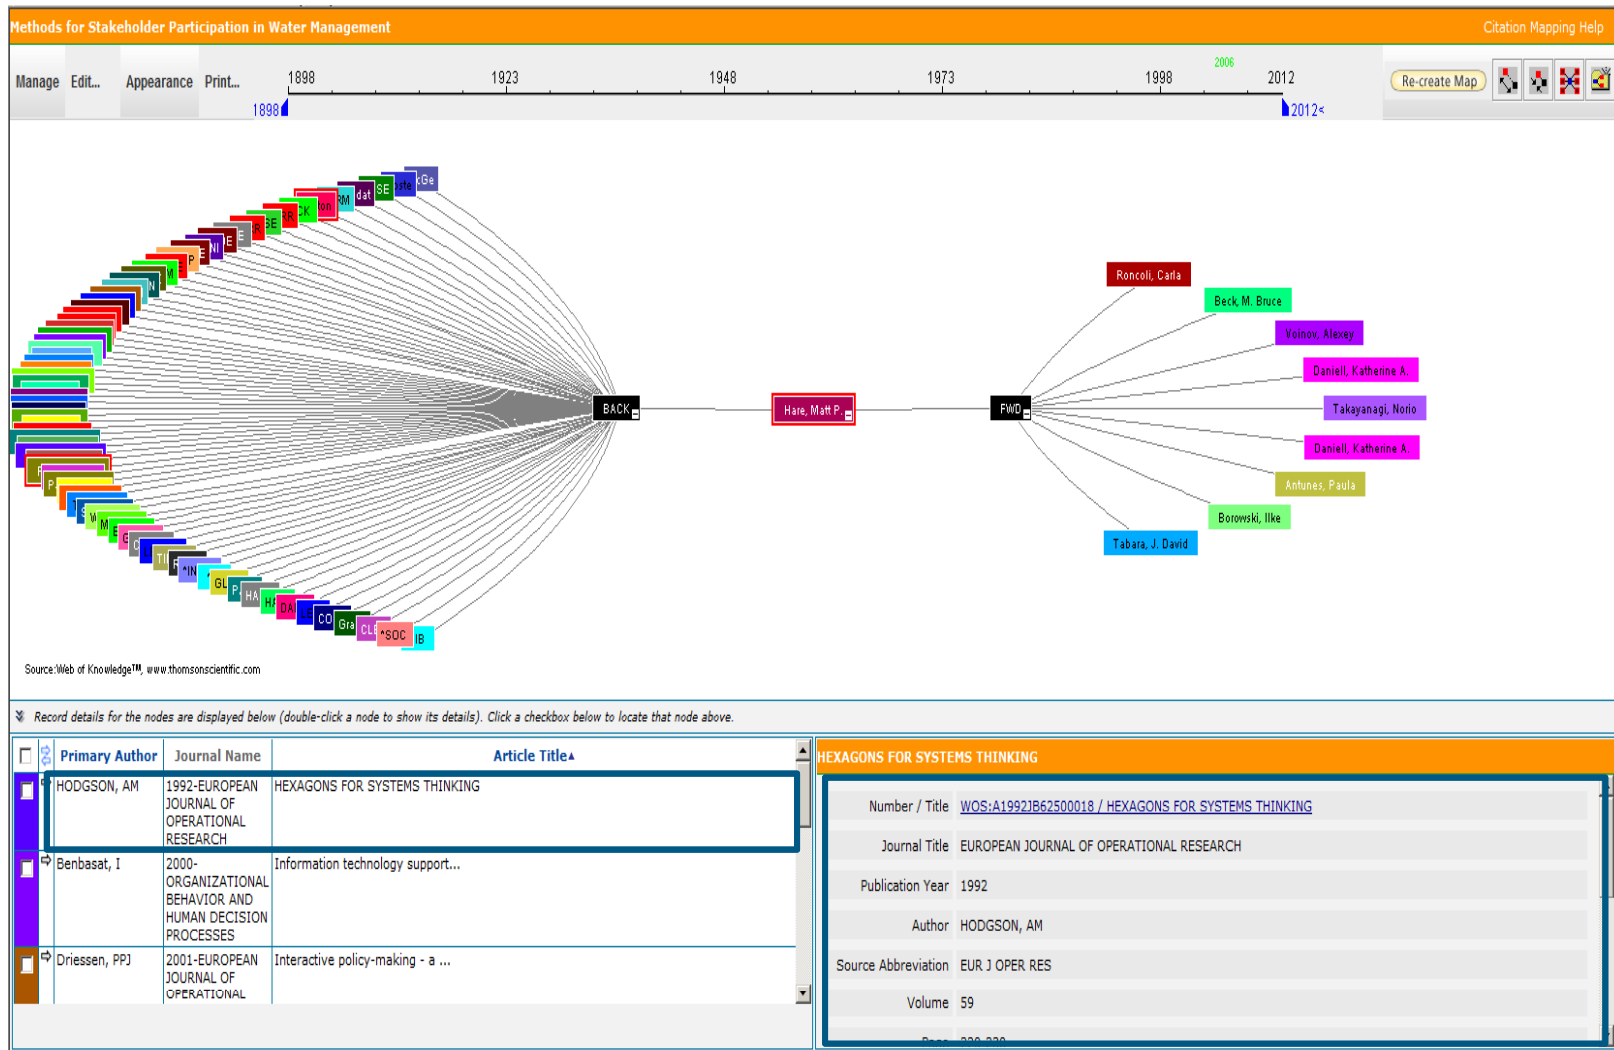 Methods for Stakeholder Participation in Water Management
Citation Mapping Help
Manage Edit... Appearance Print...
1898 1923 1948 1973 1998 2006 2012
1898 2012<
Re-create Map
BACK
Hare, Matt P.
FWD
Roncoli, Carla
Beck, M. Bruce
Voinov, Alexey
Daniell, Katherine A.
Takayanagi, Norio
Daniell, Katherine A.
Antunes, Paula
Borowski, Ilke
Tabara, J. David
*IN
GL
HA
CO
Gra
*SOC
IB
Source:Web of Knowledge™, www.thomsonscientific.com
Record details for the nodes are displayed below (double-click a node to show its details). Click a checkbox below to locate that node above.
Primary Author Journal Name Article Title
HODGSON, AM 1992-EUROPEAN HEXAGONS FOR SYSTEMS THINKING
JOURNAL OF
OPERATIONAL
RESEARCH
Benbasat, I 2000- Information technology support...
ORGANIZATIONAL
BEHAVIOR AND
HUMAN DECISION
PROCESSES
Driessen, PPJ 2001-EUROPEAN Interactive policy-making - a ...
JOURNAL OF
OPERATIONAL
HEXAGONS FOR SYSTEMS THINKING
Number / Title WOS:A1992JB62500018 / HEXAGONS FOR SYSTEMS THINKING
Journal Title EUROPEAN JOURNAL OF OPERATIONAL RESEARCH
Publication Year 1992
Author HODGSON, AM
Source Abbreviation EUR J OPER RES
Volume 59